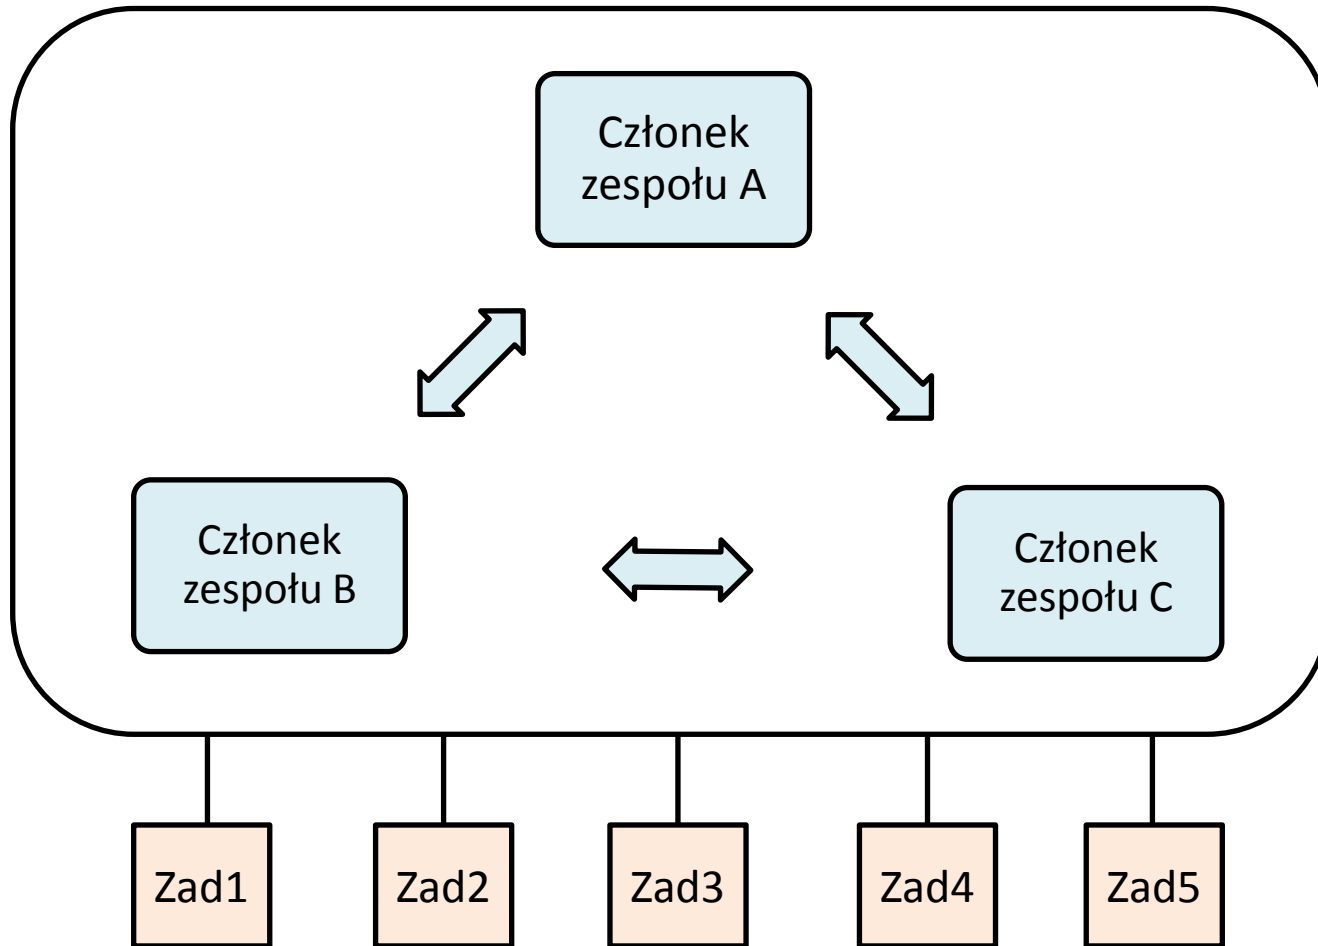 Członek
zespołu A
Członek
zespołu B
Członek
zespołu C
Zad1
Zad2
Zad3
Zad4
Zad5